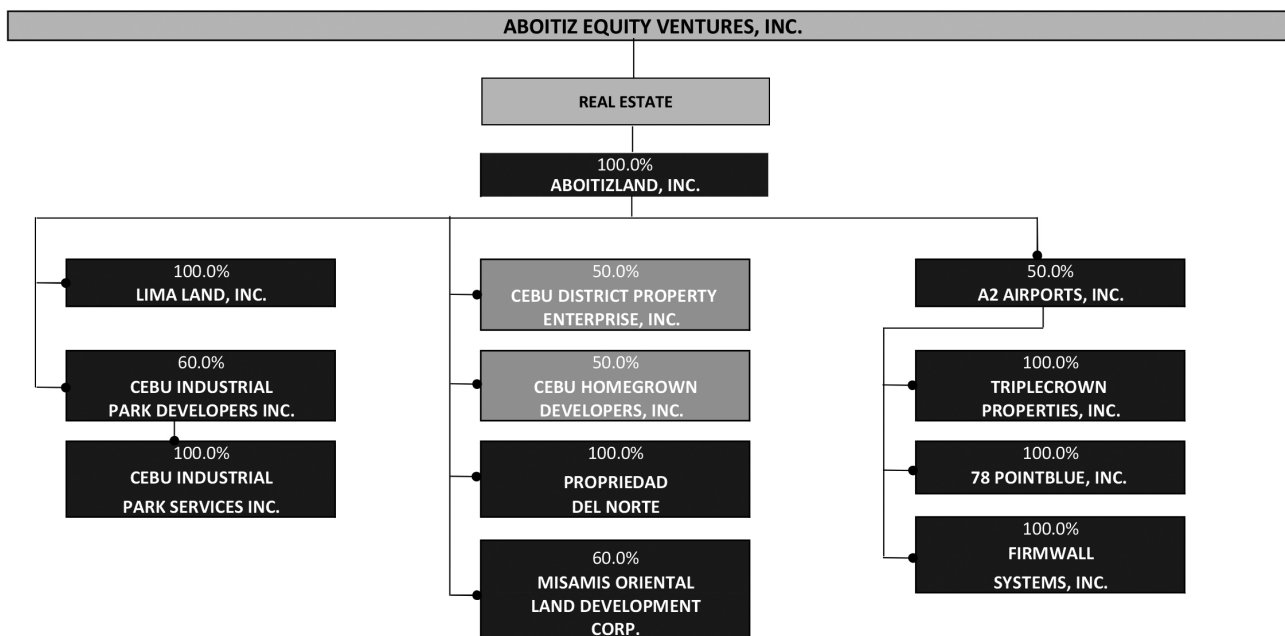 ABOITIZ EQUITY VENTURES, INC.
REAL ESTATE
100.0%
ABOITIZLAND, INC.
100.0%
LIMA LAND, INC.
60.0%
CEBU INDUSTRIAL
PARK DEVELOPERS INC.
100.0%
CEBU INDUSTRIAL
PARK SERVICES INC.
50.0%
CEBU DISTRICT PROPERTY
ENTERPRISE, INC.
50.0%
CEBU HOMEGROWN
DEVELOPERS, INC.
100.0%
PROPRIEDAD
DEL NORTE
60.0%
MISAMIS ORIENTAL
LAND DEVELOPMENT
CORP.
50.0%
A2 AIRPORTS, INC.
100.0%
TRIPLECROWN
PROPERTIES, INC.
100.0%
78 POINTBLUE, INC.
100.0%
FIRMWALL
SYSTEMS, INC.